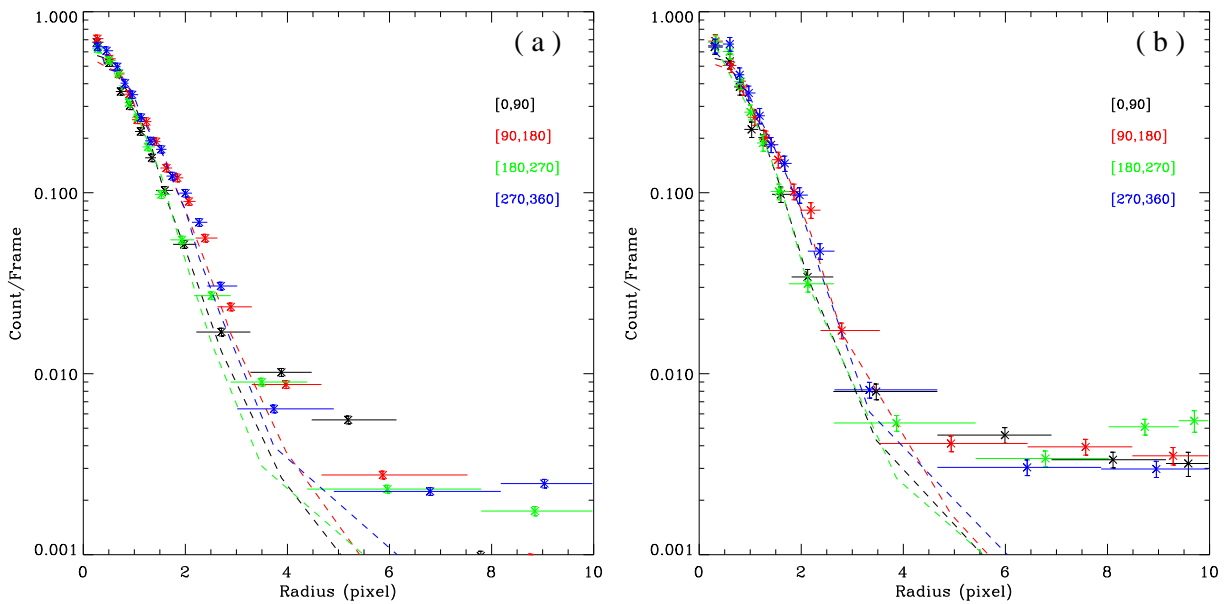 ( a )
[0,90]
[90,180]
[180,270]
[270,360]
1.000
0.100
0.010
0.001
Count/Frame
0 2 4 6 8 10
Radius (pixel)
( b )
[0,90]
[90,180]
[180,270]
[270,360]
1.000
0.100
0.010
0.001
Count/Frame
0 2 4 6 8 10
Radius (pixel)